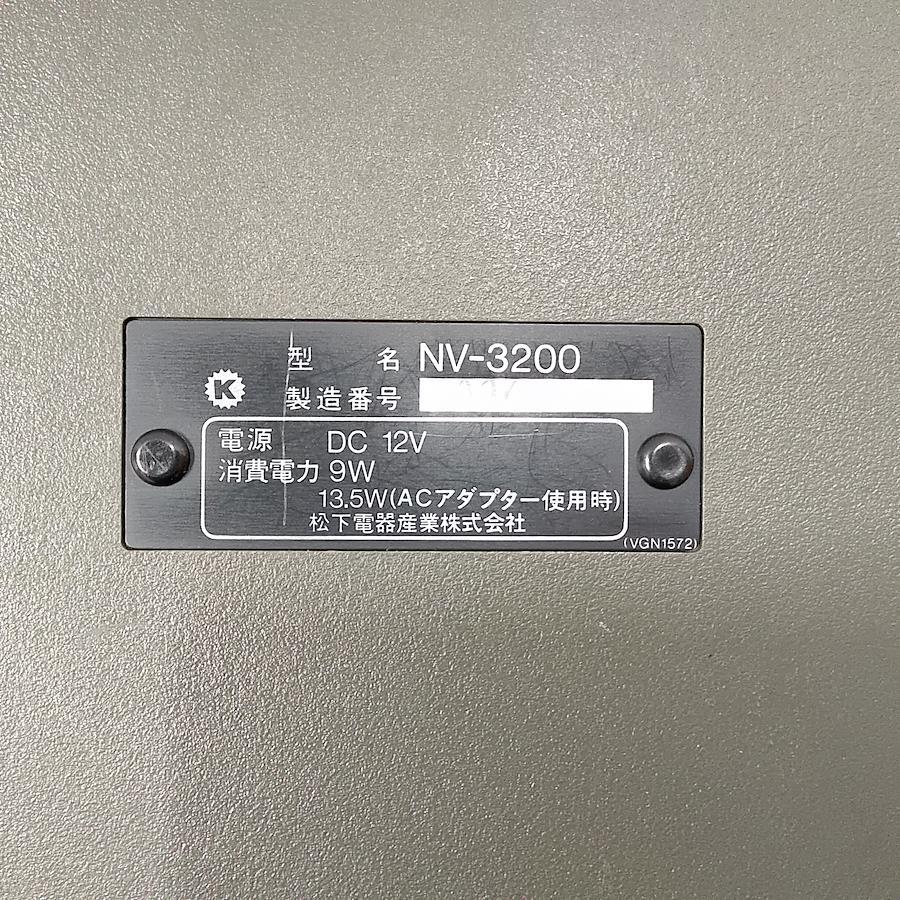 型 名 NV-3200
K 製造番号
電源 DC 12V
消費電力 9W
13.5W(ACアダプター使用時)
松下電器産業株式会社
(VGN1572)